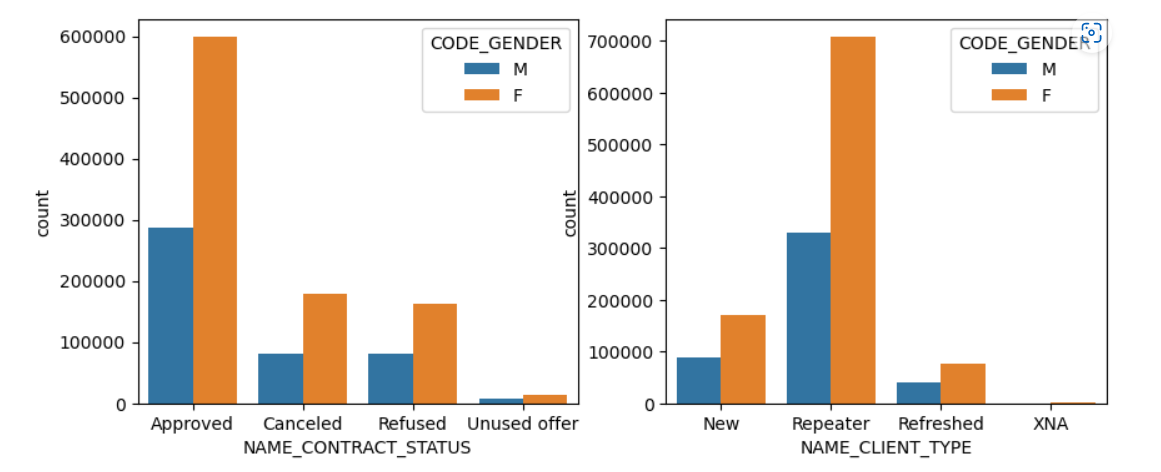 600000
500000
400000
300000
200000
100000
0
count
CODE_GENDER
M
F
Approved Canceled Refused Unused offer
NAME_CONTRACT_STATUS
700000
600000
500000
400000
300000
200000
100000
0
count
CODE_GENDER
M
F
New Repeater Refreshed XNA
NAME_CLIENT_TYPE